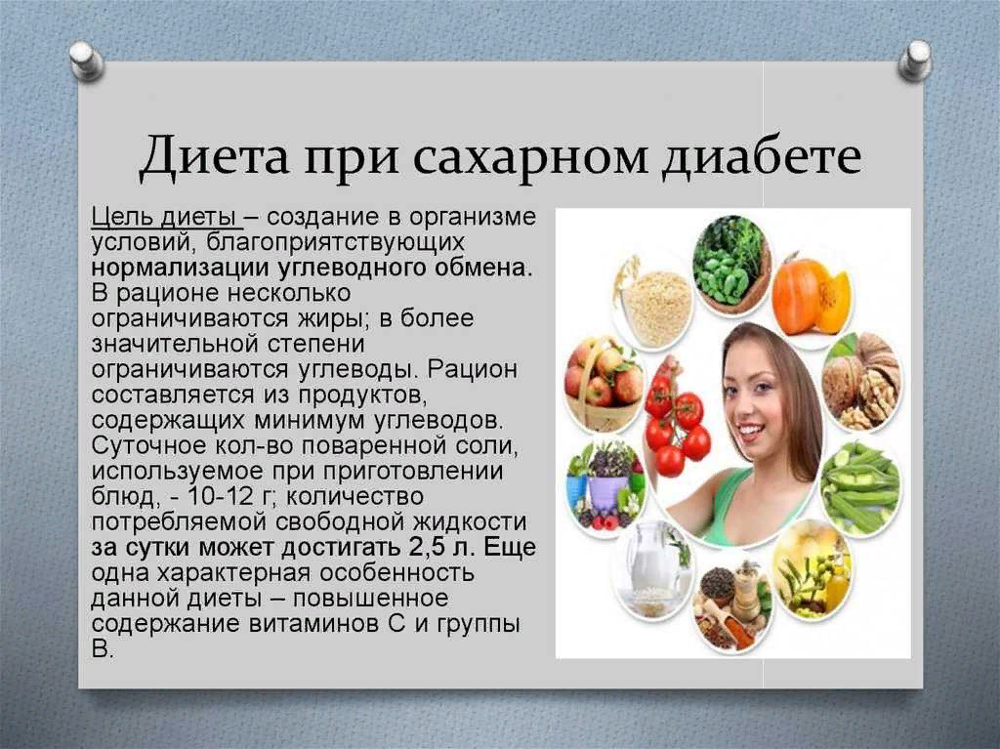 Диета при сахарном диабете
Цель диеты – создание в организме
условий, благоприятствующих
нормализации углеводного обмена.
В рационе несколько
ограничиваются жиры; в более
значительной степени
ограничиваются углеводы. Рацион
составляется из продуктов,
содержащих минимум углеводов.
Суточное кол-во поваренной соли,
используемое при приготовлении
блюд, - 10-12 г; количество
потребляемой свободной жидкости
за сутки может достигать 2,5 л. Еще
одна характерная особенность
данной диеты – повышенное
содержание витаминов С и группы
В.